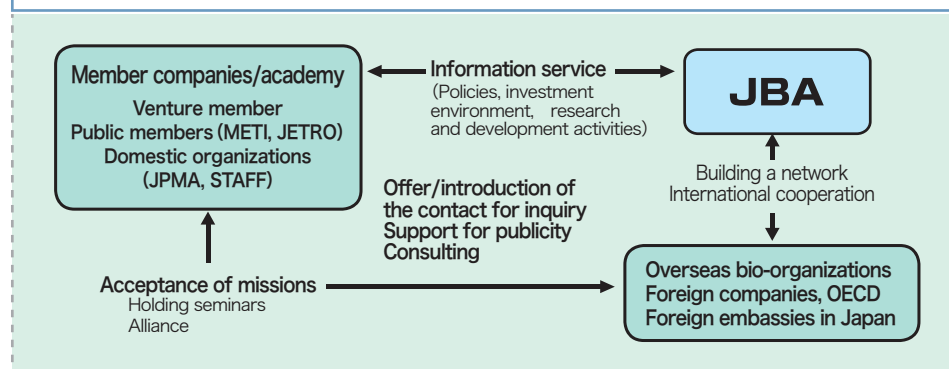 Member companies/academy
Venture member
Public members (METI, JETRO)
Domestic organizations
(JPMA, STAFF)
Information service
(Policies, investment
environment, research
and development activities)
JBA
Building a network
International cooperation
Offer/introduction of
the contact for inquiry
Support for publicity
Consulting
Acceptance of missions
Holding seminars
Alliance
Overseas bio-organizations
Foreign companies, OECD
Foreign embassies in Japan